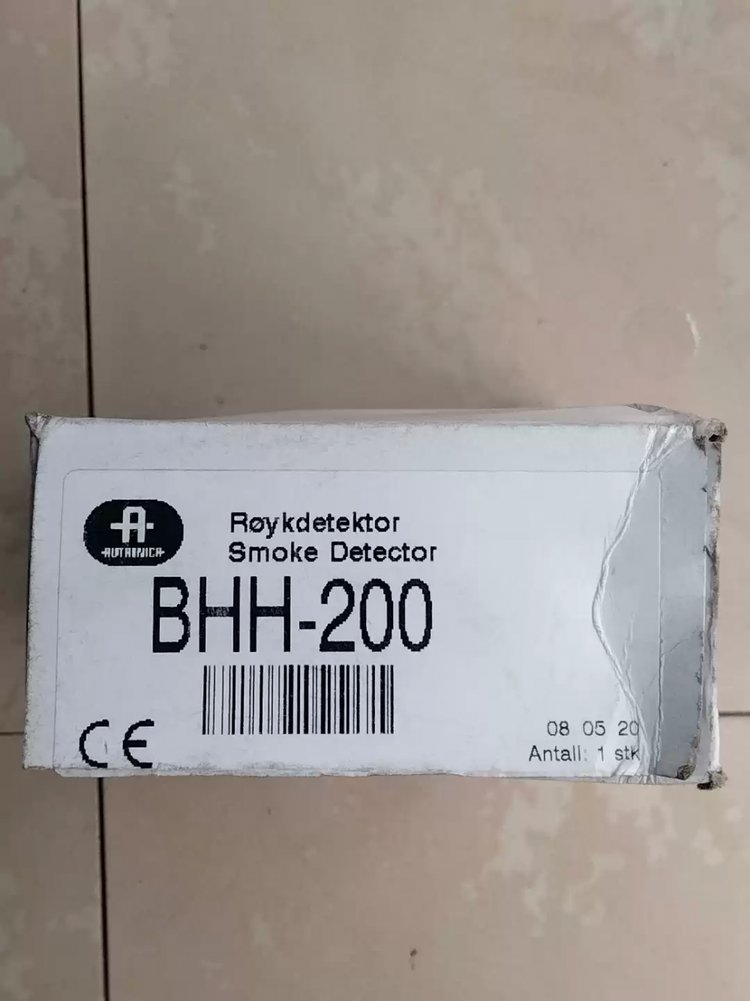 AUTRONICA
Røykdetektor
Smoke Detector
BHH-200
CE
08 05 20
Antall: 1 stk